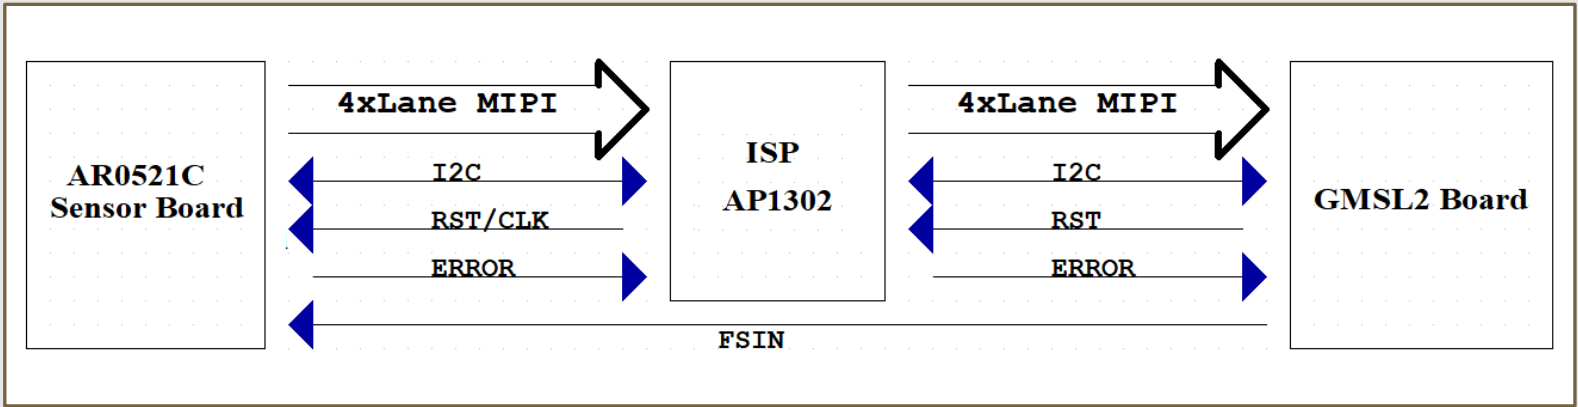 AR0521C
Sensor Board
4xLane MIPI
I2C
RST/CLK
ERROR
ISP
AP1302
4xLane MIPI
I2C
RST
ERROR
GMSL2 Board
FSIN